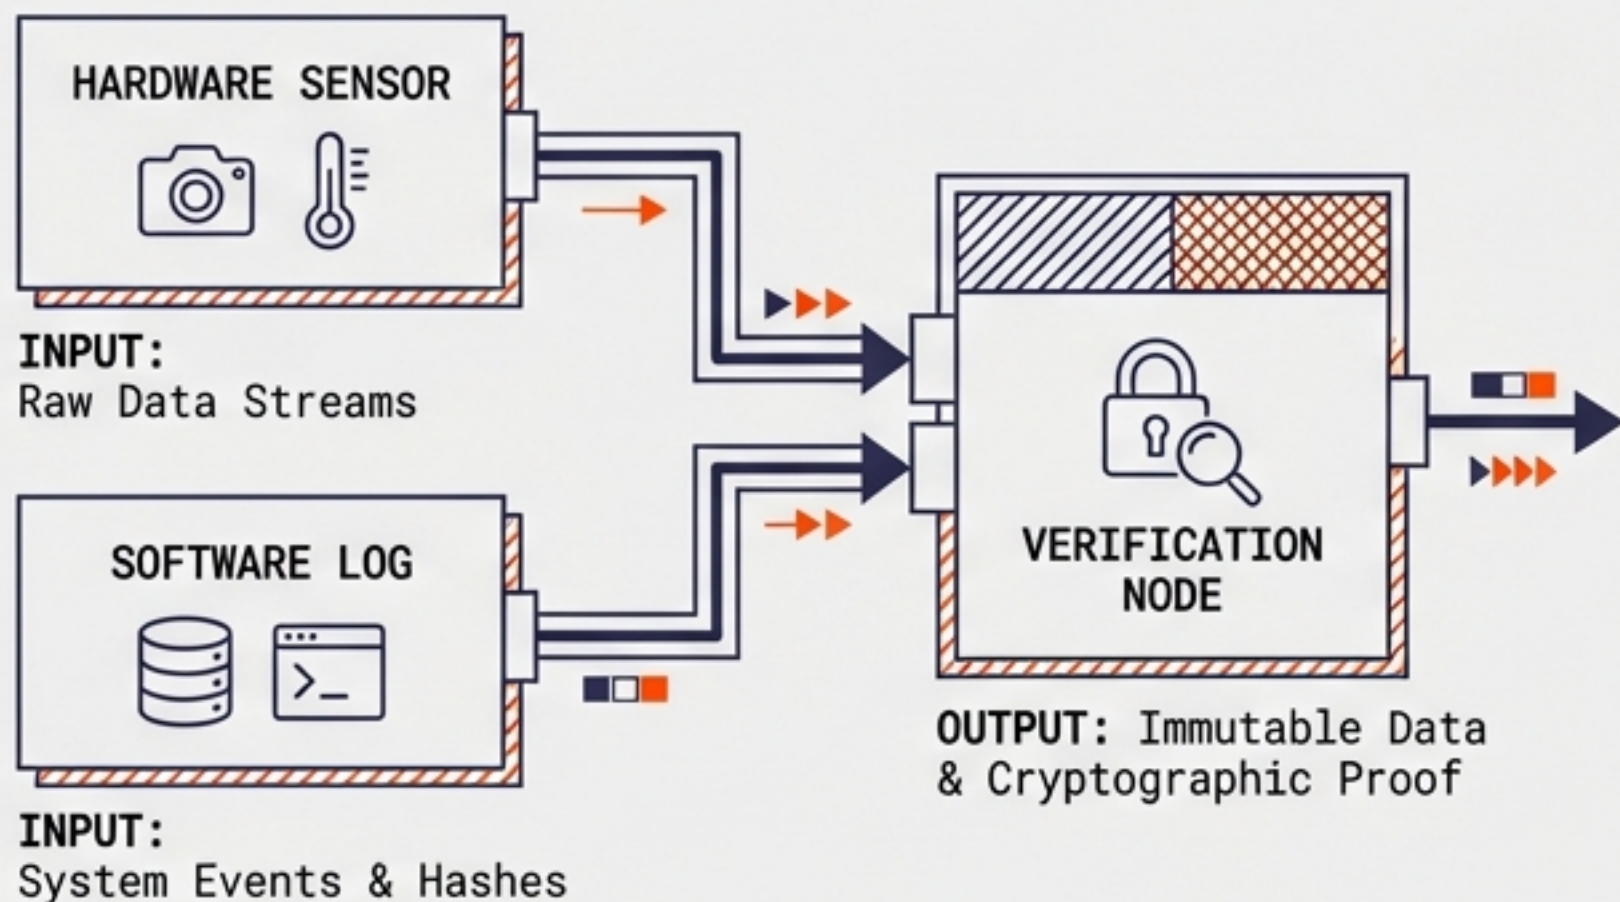 HARDWARE SENSOR
INPUT:
Raw Data Streams
SOFTWARE LOG
>_
INPUT:
System Events & Hashes
VERIFICATION
NODE
OUTPUT: Immutable Data
& Cryptographic Proof